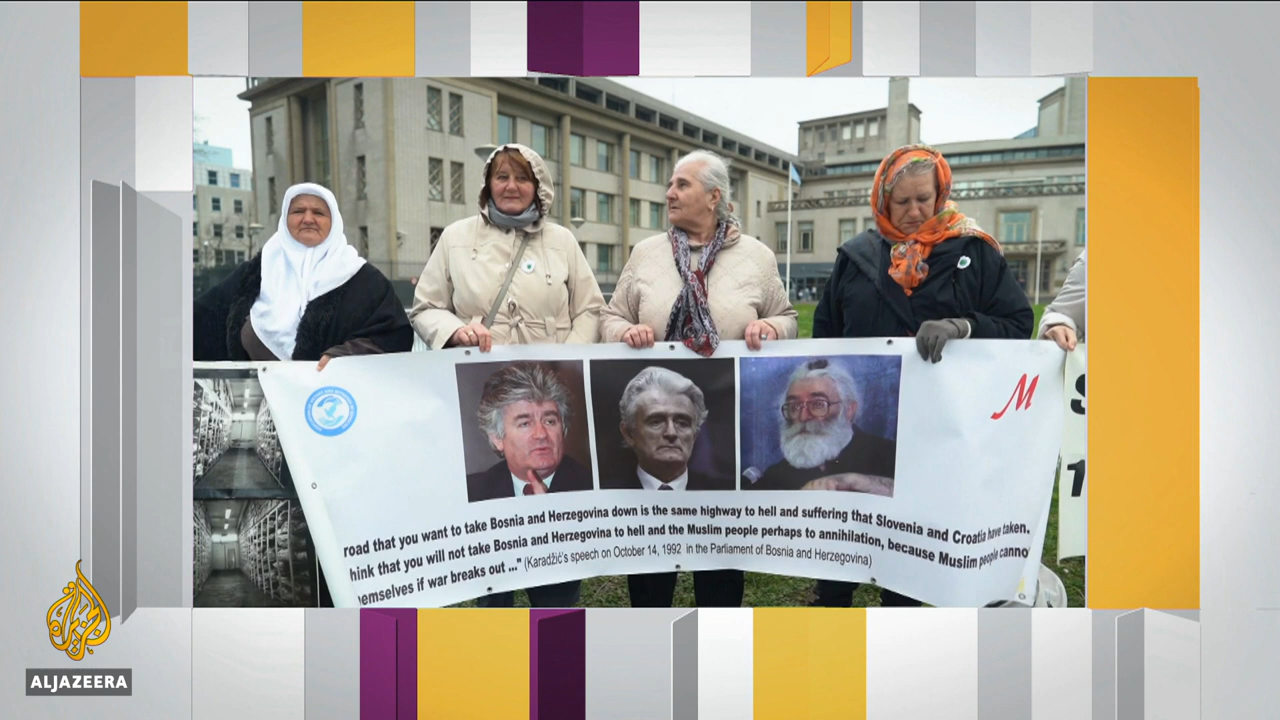 M
road that you want to take Bosnia and Herzegovina down is the same highway to hell and suffering that Slovenia and Croatia have taken.
hink that you will not take Bosnia and Herzegovina to hell and the Muslim people perhaps to annihilation, because Muslim people canno
emselves if war breaks out ..." (Karadžić's speech on October 14, 1992 in the Parliament of Bosnia and Herzegovina)
S
1
الجزيرة
ALJAZEERA